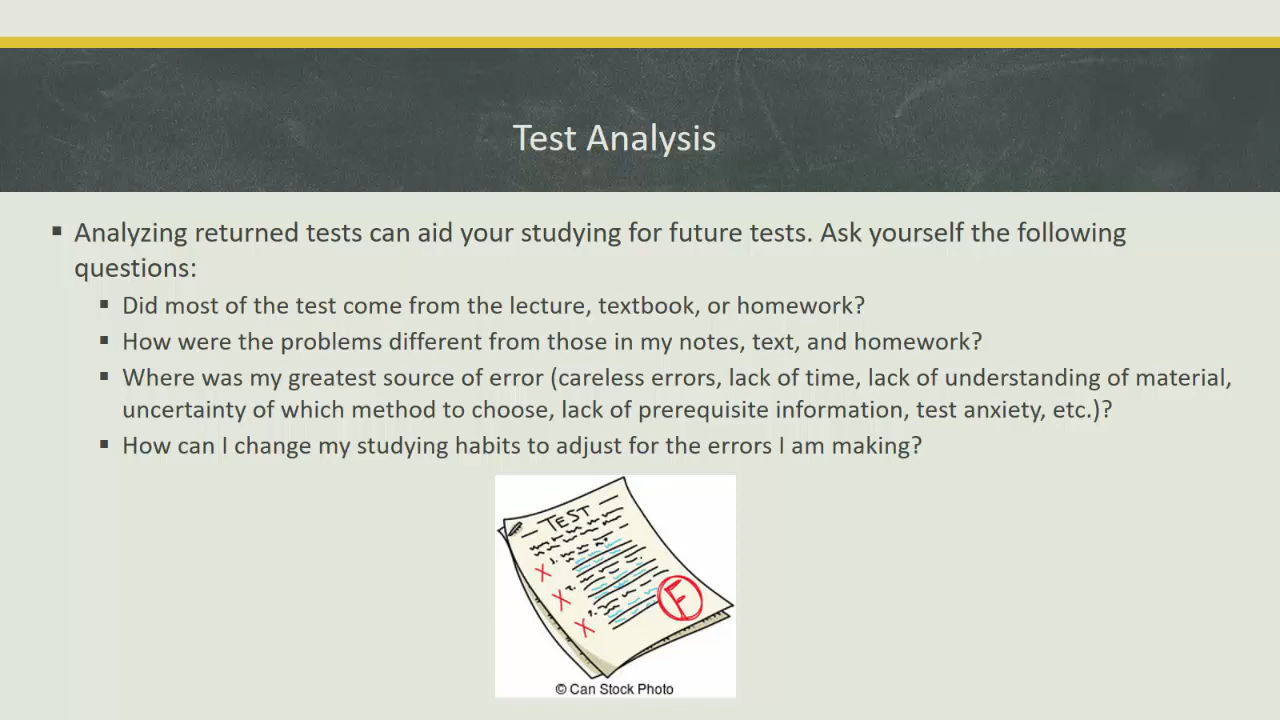 Test Analysis
▪ Analyzing returned tests can aid your studying for future tests. Ask yourself the following
questions:
▪ Did most of the test come from the lecture, textbook, or homework?
▪ How were the problems different from those in my notes, text, and homework?
▪ Where was my greatest source of error (careless errors, lack of time, lack of understanding of material,
uncertainty of which method to choose, lack of prerequisite information, test anxiety, etc.)?
▪ How can I change my studying habits to adjust for the errors I am making?
TEST
F
© Can Stock Photo